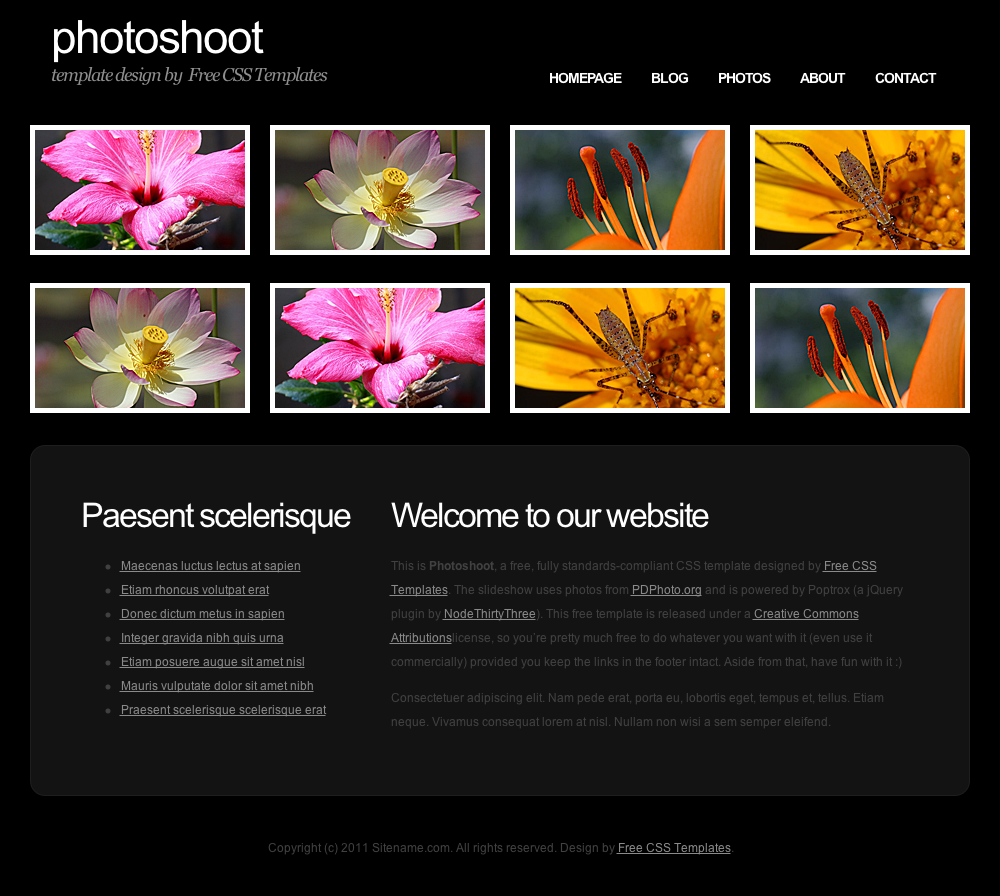 photoshoot
template design by Free CSS Templates
HOMEPAGE BLOG PHOTOS ABOUT CONTACT
Paesent scelerisque
Maecenas luctus lectus at sapien
Etiam rhoncus volutpat erat
Donec dictum metus in sapien
Integer gravida nibh quis urna
Etiam posuere augue sit amet nisl
Mauris vulputate dolor sit amet nibh
Praesent scelerisque scelerisque erat
Welcome to our website
This is Photoshoot, a free, fully standards-compliant CSS template designed by Free CSS
Templates. The slideshow uses photos from PDPhoto.org and is powered by Poptrox (a jQuery
plugin by NodeThirtyThree). This free template is released under a Creative Commons
Attributionslicense, so you're pretty much free to do whatever you want with it (even use it
commercially) provided you keep the links in the footer intact. Aside from that, have fun with it :)
Consectetuer adipiscing elit. Nam pede erat, porta eu, lobortis eget, tempus et, tellus. Etiam
neque. Vivamus consequat lorem at nisl. Nullam non wisi a sem semper eleifend.
Copyright (c) 2011 Sitename.com. All rights reserved. Design by Free CSS Templates.